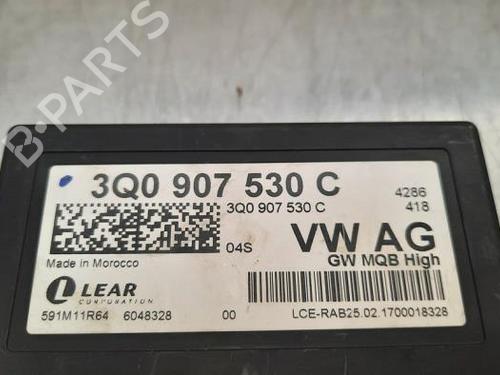 B-PARTS
3Q0 907 530 C
4286
3Q0 907 530 C
418
04S
VW AG
Made in Morocco
GW MQB High
LEAR
CORPORATION
591M11R64 6048328 00
LCE-RAB25.02.1700018328